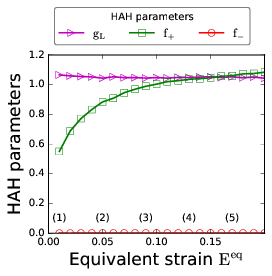 HAH parameters
g_L f_+ f_-
HAH parameters
1.2
1.0
0.8
0.6
0.4
0.2
0.0
(1) (2) (3) (4) (5)
0.00 0.05 0.10 0.15
Equivalent strain E^eq